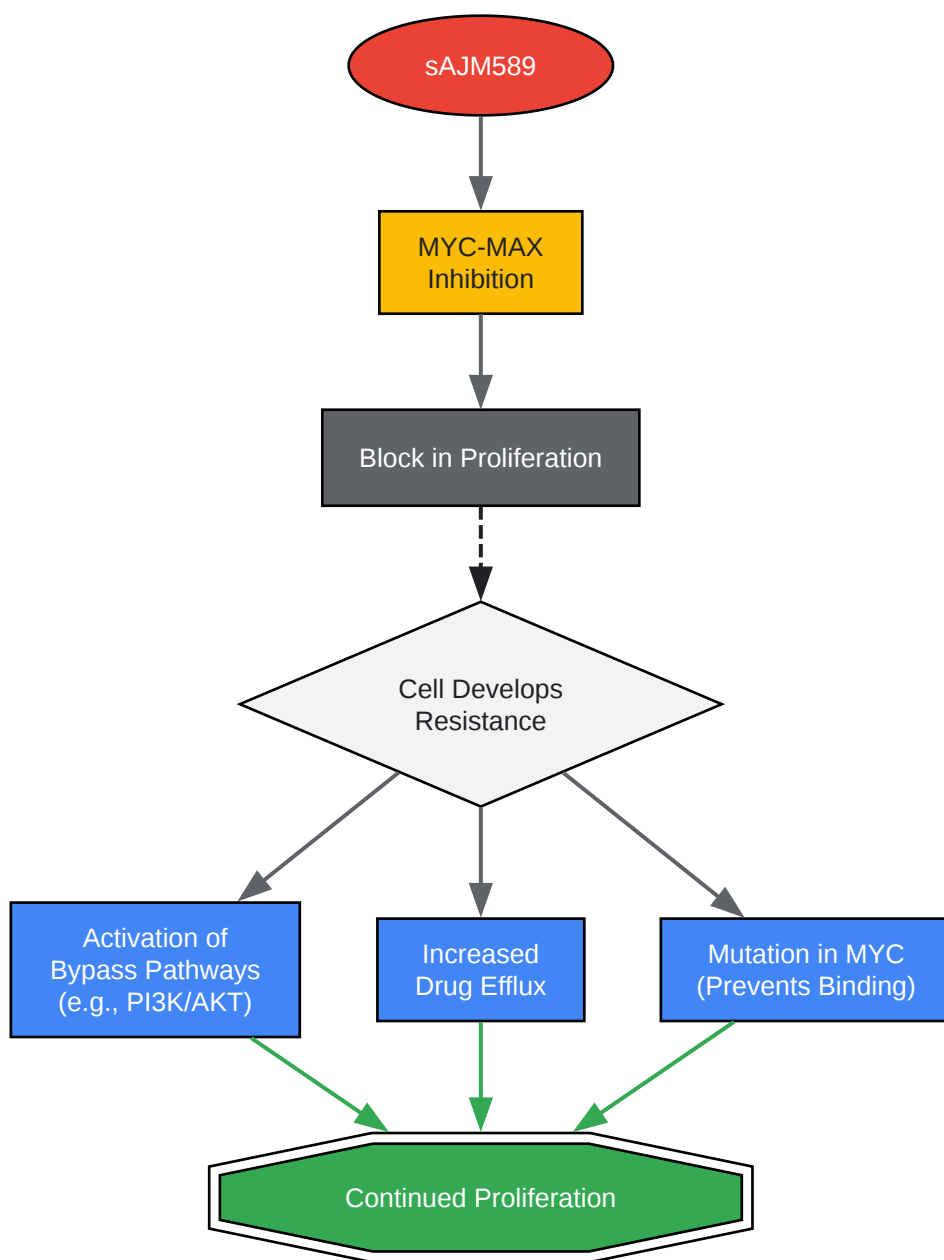 sAJM589
MYC-MAX
Inhibition
Block in Proliferation
Cell Develops
Resistance
Activation of
Bypass Pathways
(e.g., PI3K/AKT)
Increased
Drug Efflux
Mutation in MYC
(Prevents Binding)
Continued Proliferation